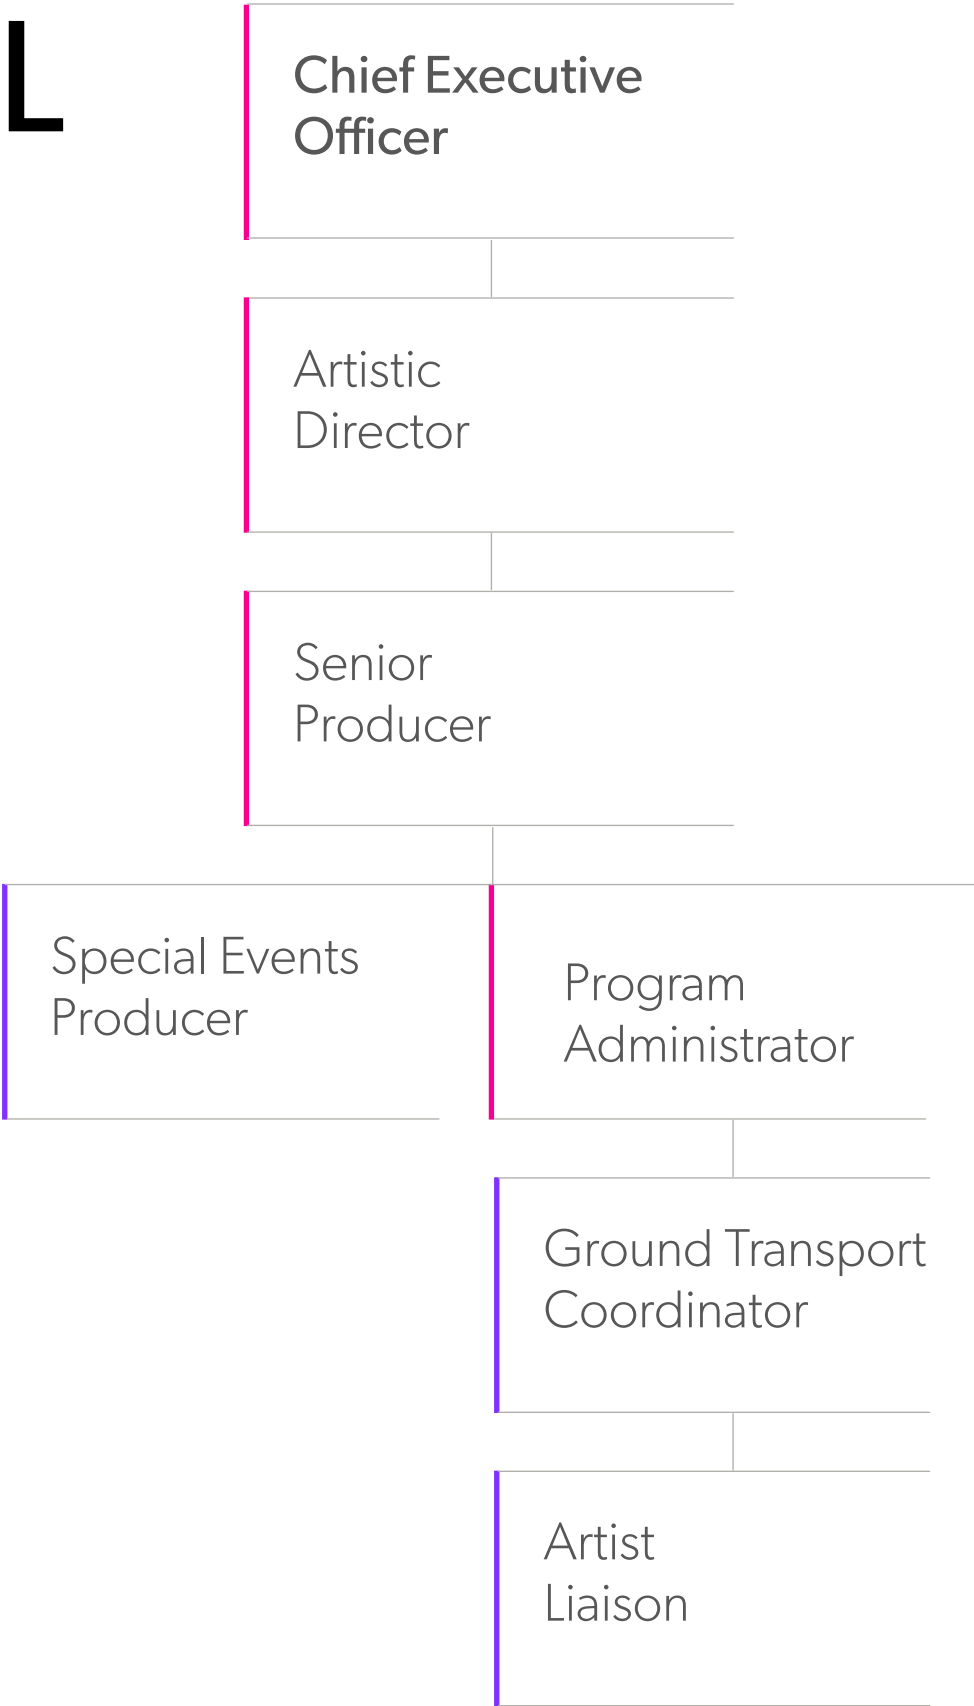 L
Chief Executive
Officer
Artistic
Director
Senior
Producer
Special Events
Producer
Program
Administrator
Ground Transport
Coordinator
Artist
Liaison